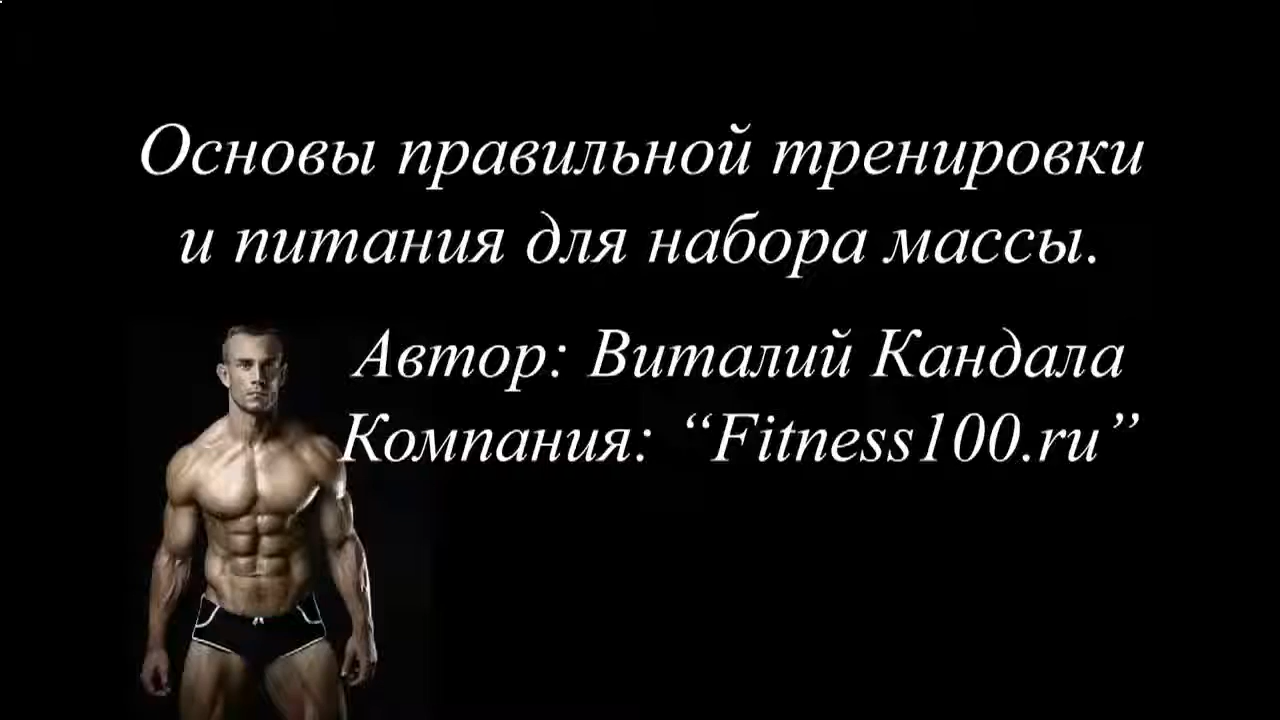 Основы правильной тренировки
и питания для набора массы.
Автор: Виталий Кандала
Компания: “Fitness100.ru”